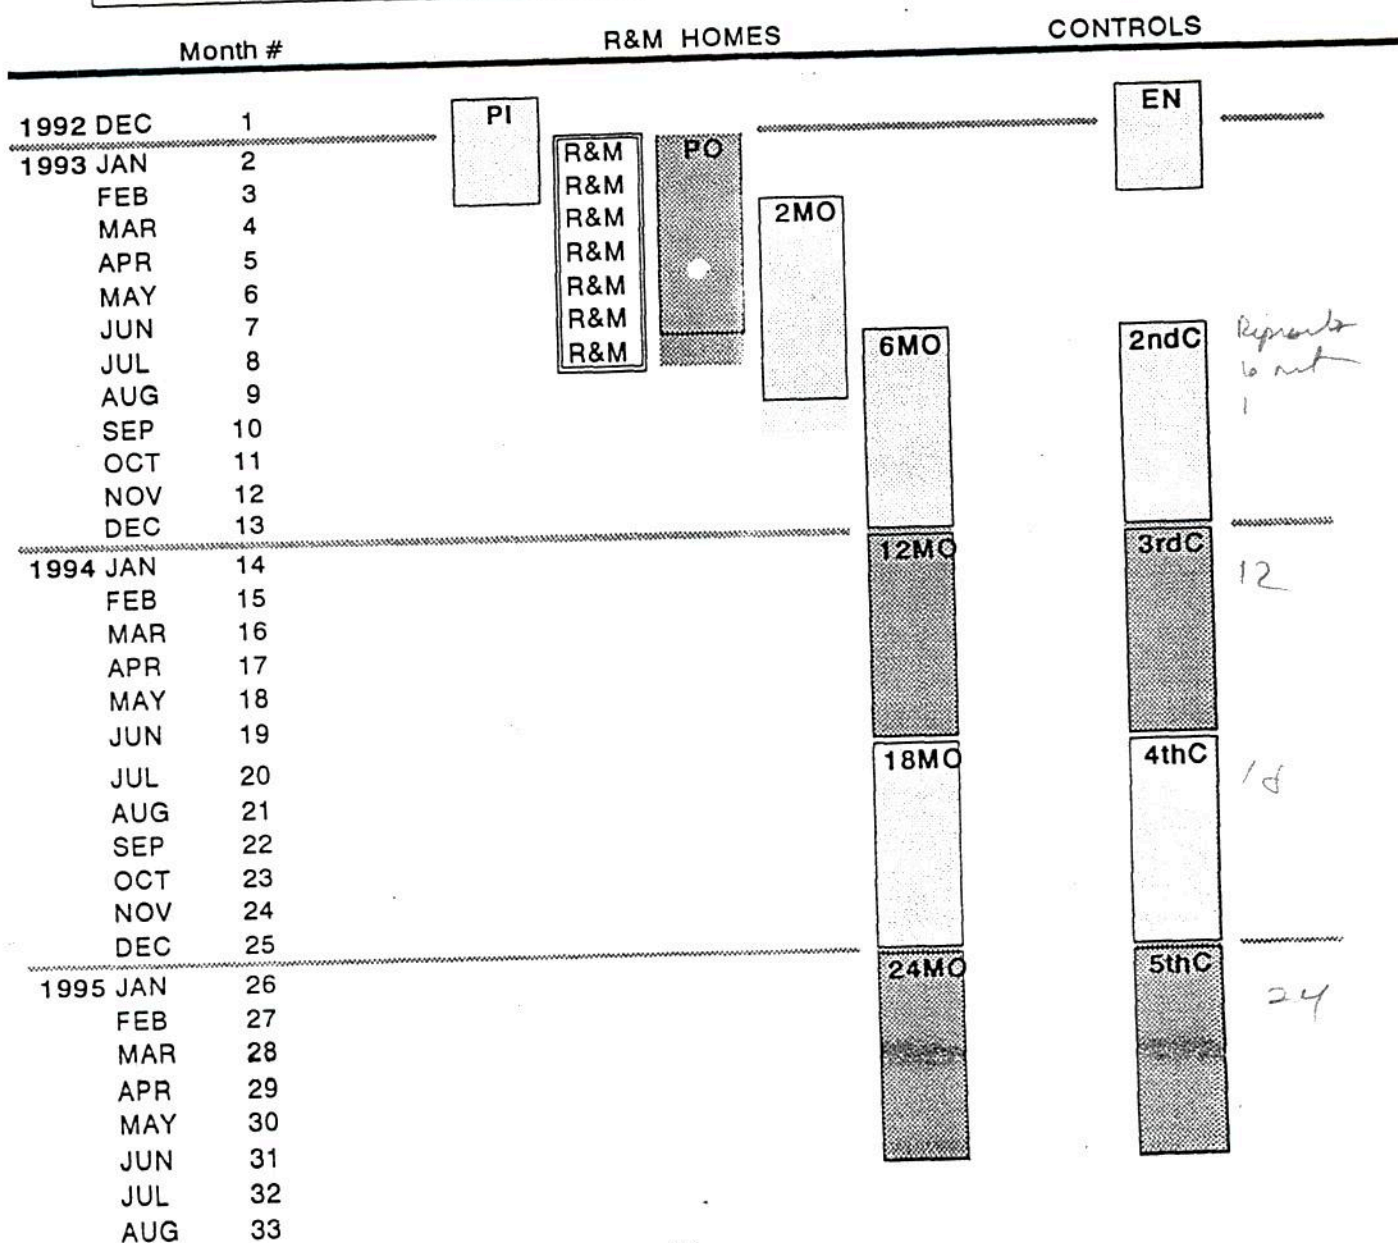 Month # R&M HOMES CONTROLS
1992 DEC 1 PI EN
1993 JAN 2 R&M PO
FEB 3 R&M
MAR 4 R&M 2MO
APR 5 R&M
MAY 6 R&M
JUN 7 R&M
JUL 8 R&M 6MO 2ndC
AUG 9
SEP 10
OCT 11
NOV 12
DEC 13
1994 JAN 14 12MO 3rdC 12
FEB 15
MAR 16
APR 17
MAY 18
JUN 19
JUL 20 18MO 4thC 18
AUG 21
SEP 22
OCT 23
NOV 24
DEC 25
1995 JAN 26 24MO 5thC 24
FEB 27
MAR 28
APR 29
MAY 30
JUN 31
JUL 32
AUG 33